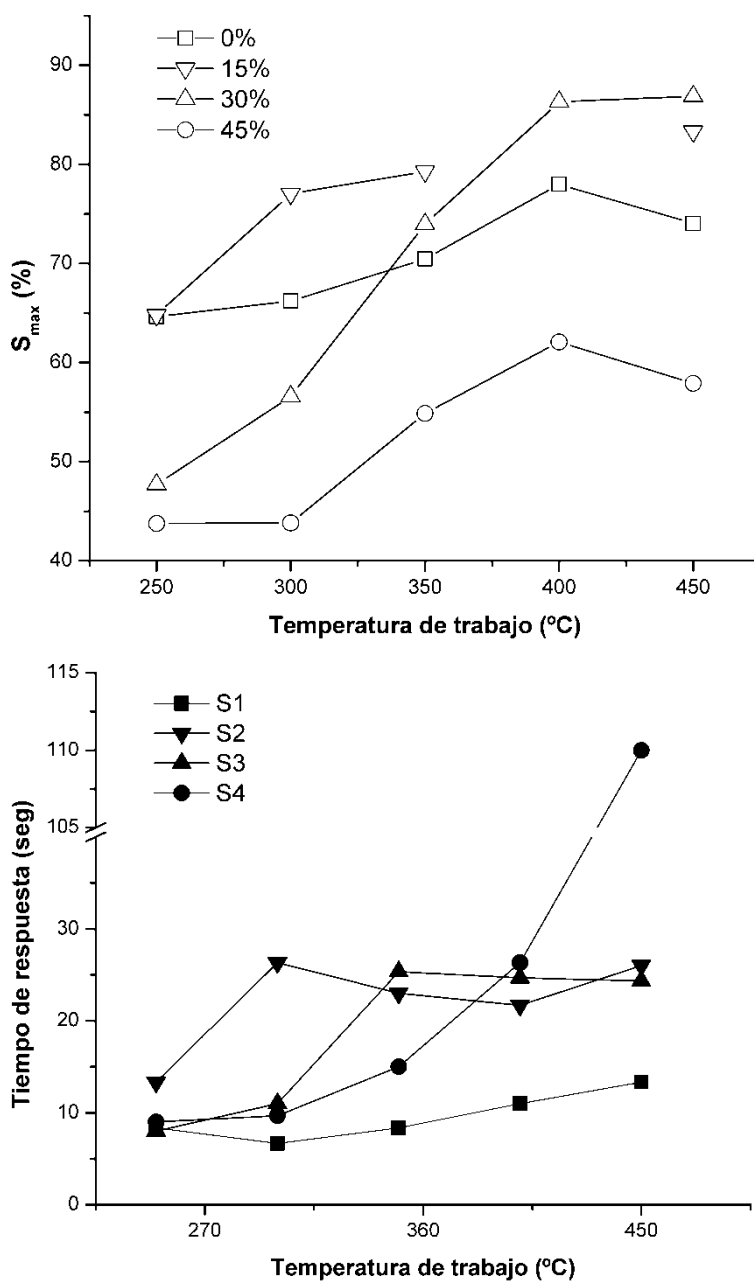 0%
15%
30%
45%
90
80
70
60
50
40
S max (%)
250 300 350 400 450
Temperatura de trabajo (ºC)
S1
S2
S3
S4
115
110
105
30
20
10
0
Tiempo de respuesta (seg)
270 360 450
Temperatura de trabajo (ºC)